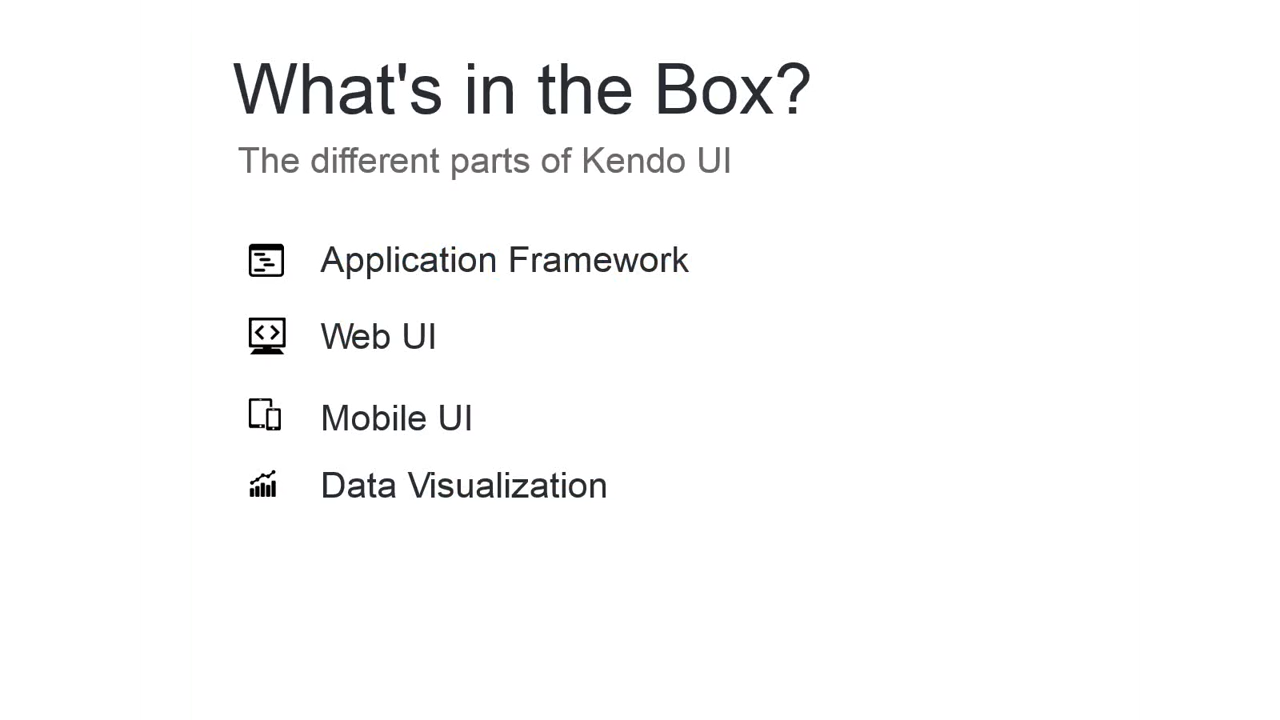 What's in the Box?
The different parts of Kendo UI
Application Framework
Web UI
Mobile UI
Data Visualization